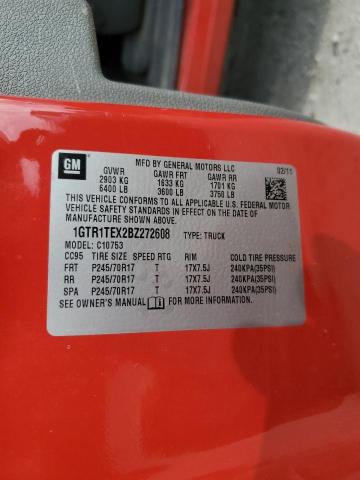 GM
MFD BY GENERAL MOTORS LLC
02/11
GVWR GAWR FRT GAWR RR
2903 KG 1633 KG 1701 KG
6400 LB 3600 LB 3750 LB
THIS VEHICLE CONFORMS TO ALL APPLICABLE U.S. FEDERAL MOTOR
VEHICLE SAFETY STANDARDS IN EFFECT ON THE DATE OF
MANUFACTURE SHOWN ABOVE.
1GTR1TEX2BZ272608 TYPE: TRUCK
MODEL: C10753
CC95 TIRE SIZE SPEED RTG RIM COLD TIRE PRESSURE
FRT P245/70R17 T 17X7.5J 240KPA(35PSI)
RR P245/70R17 T 17X7.5J 240KPA(35PSI)
SPA P245/70R17 T 17X7.5J 240KPA(35PSI)
SEE OWNER'S MANUAL FOR MORE INFORMATION.